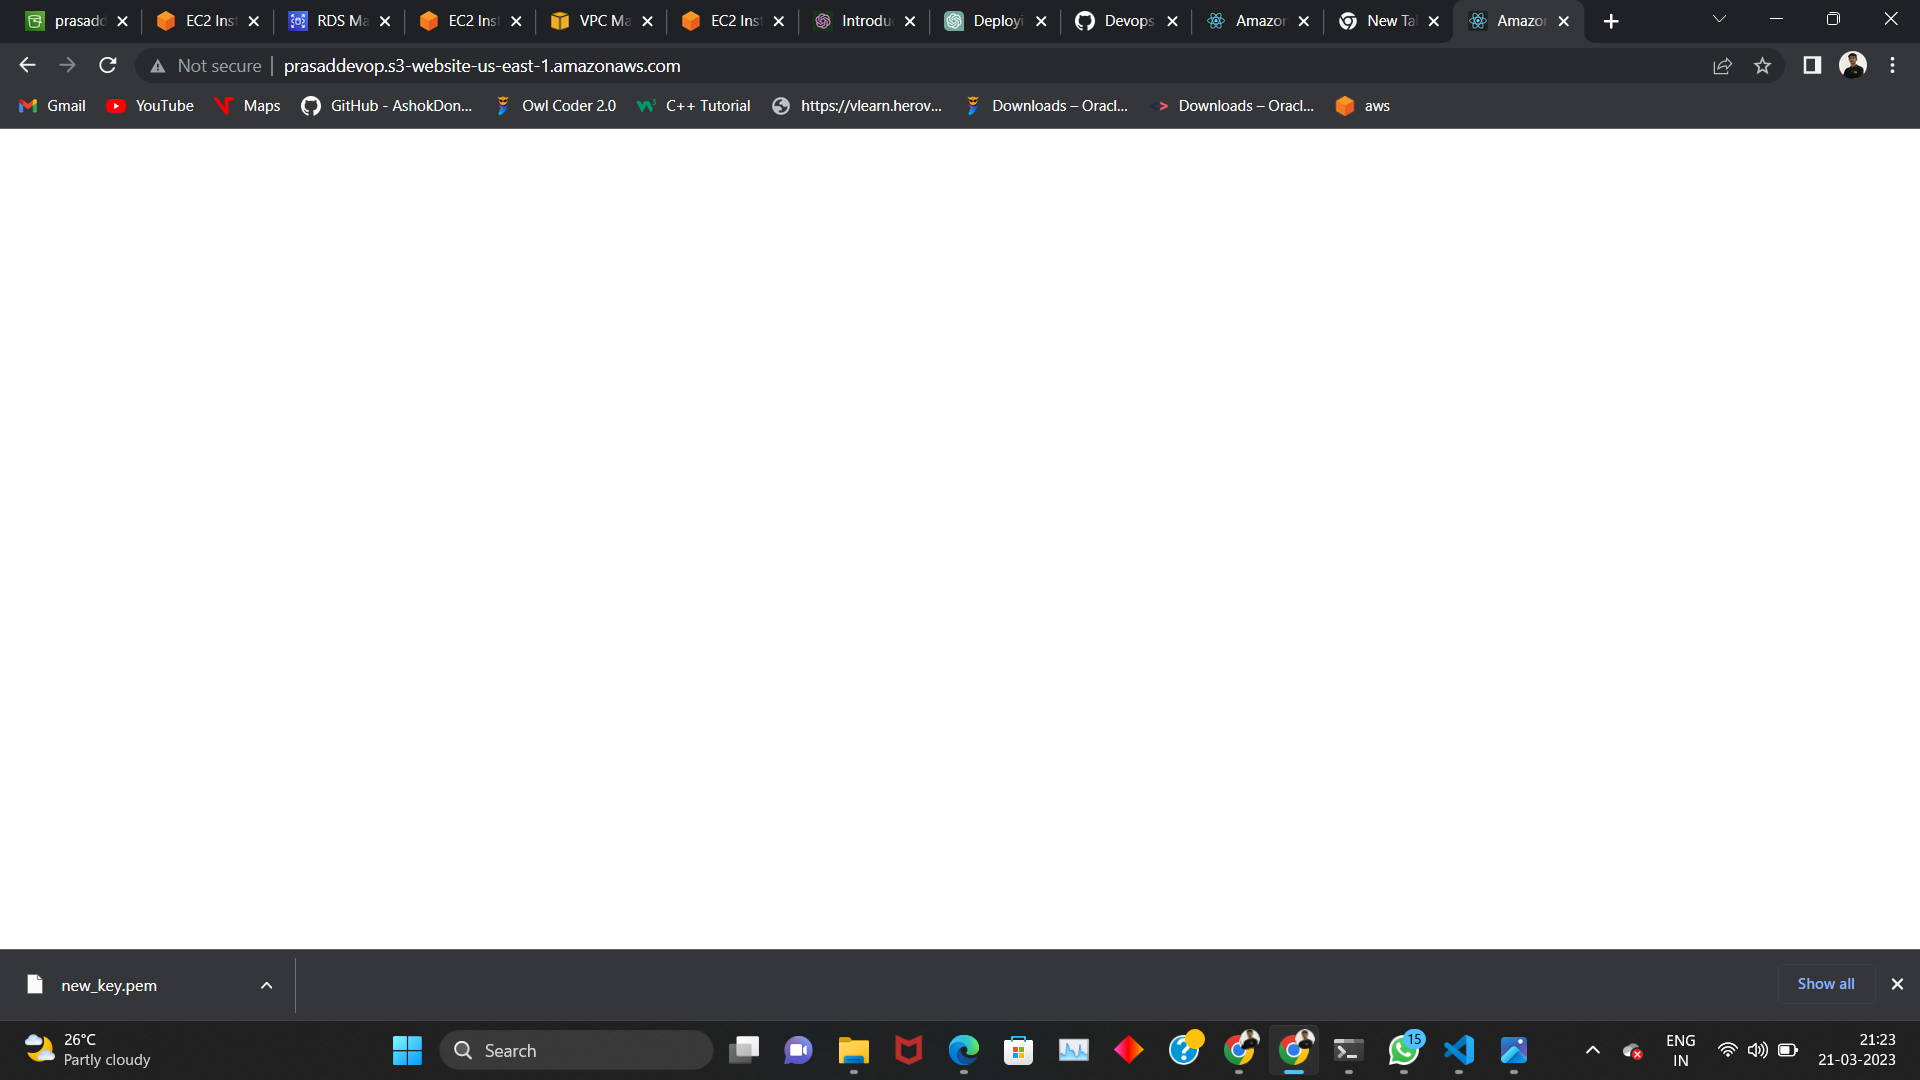 prasadd EC2 Inst RDS Ma EC2 Inst VPC Ma EC2 Inst Introdu Deployi Devops Amazon New Tal Amazon
Not secure prasaddevop.s3-website-us-east-1.amazonaws.com
Gmail YouTube Maps GitHub - AshokDon... Owl Coder 2.0 C++ Tutorial https://vlearn.herov... Downloads – Oracl... Downloads – Oracl... aws
new_key.pem Show all
26°C
Partly cloudy
Search
15
ENG
IN
21:23
21-03-2023